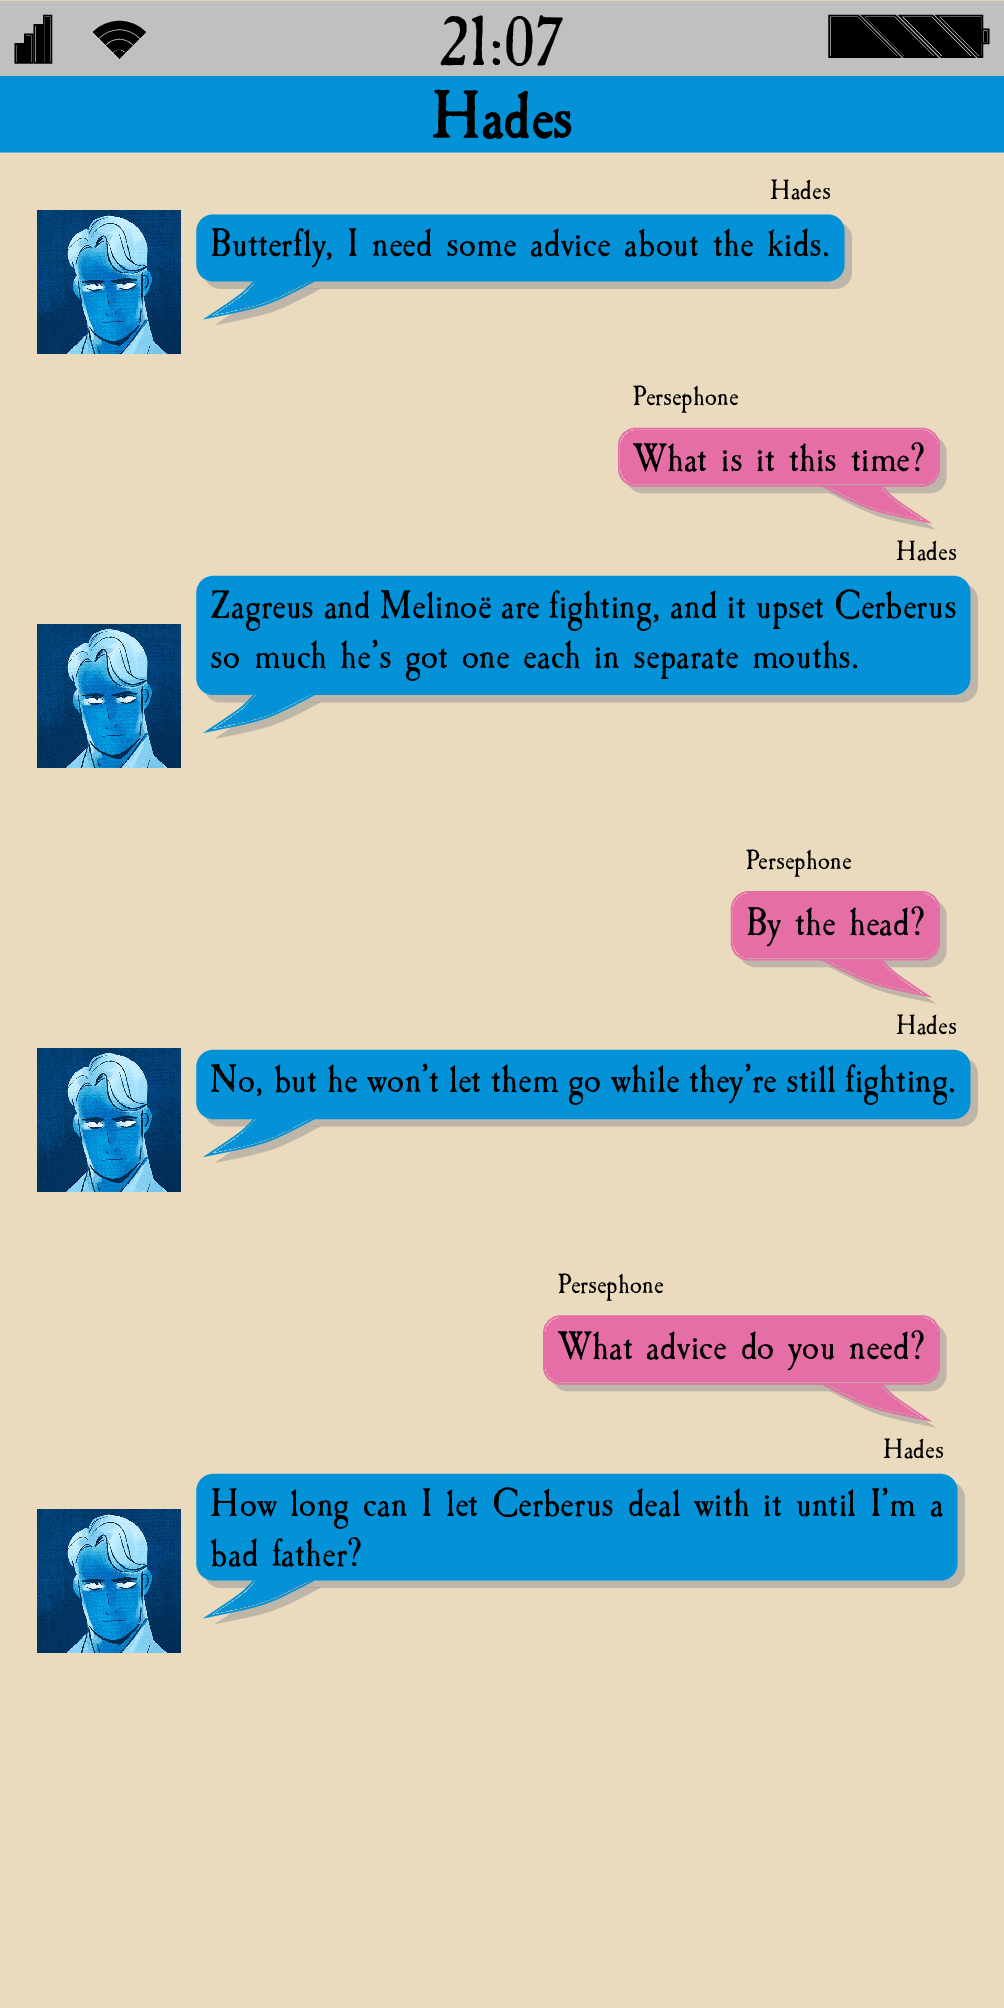 21:07
Hades
Hades
Butterfly, I need some advice about the kids.
Persephone
What is it this time?
Hades
Zagreus and Melinoë are fighting, and it upset Cerberus
so much he's got one each in separate mouths.
Persephone
By the head?
Hades
No, but he won't let them go while they're still fighting.
Persephone
What advice do you need?
Hades
How long can I let Cerberus deal with it until I'm a
bad father?